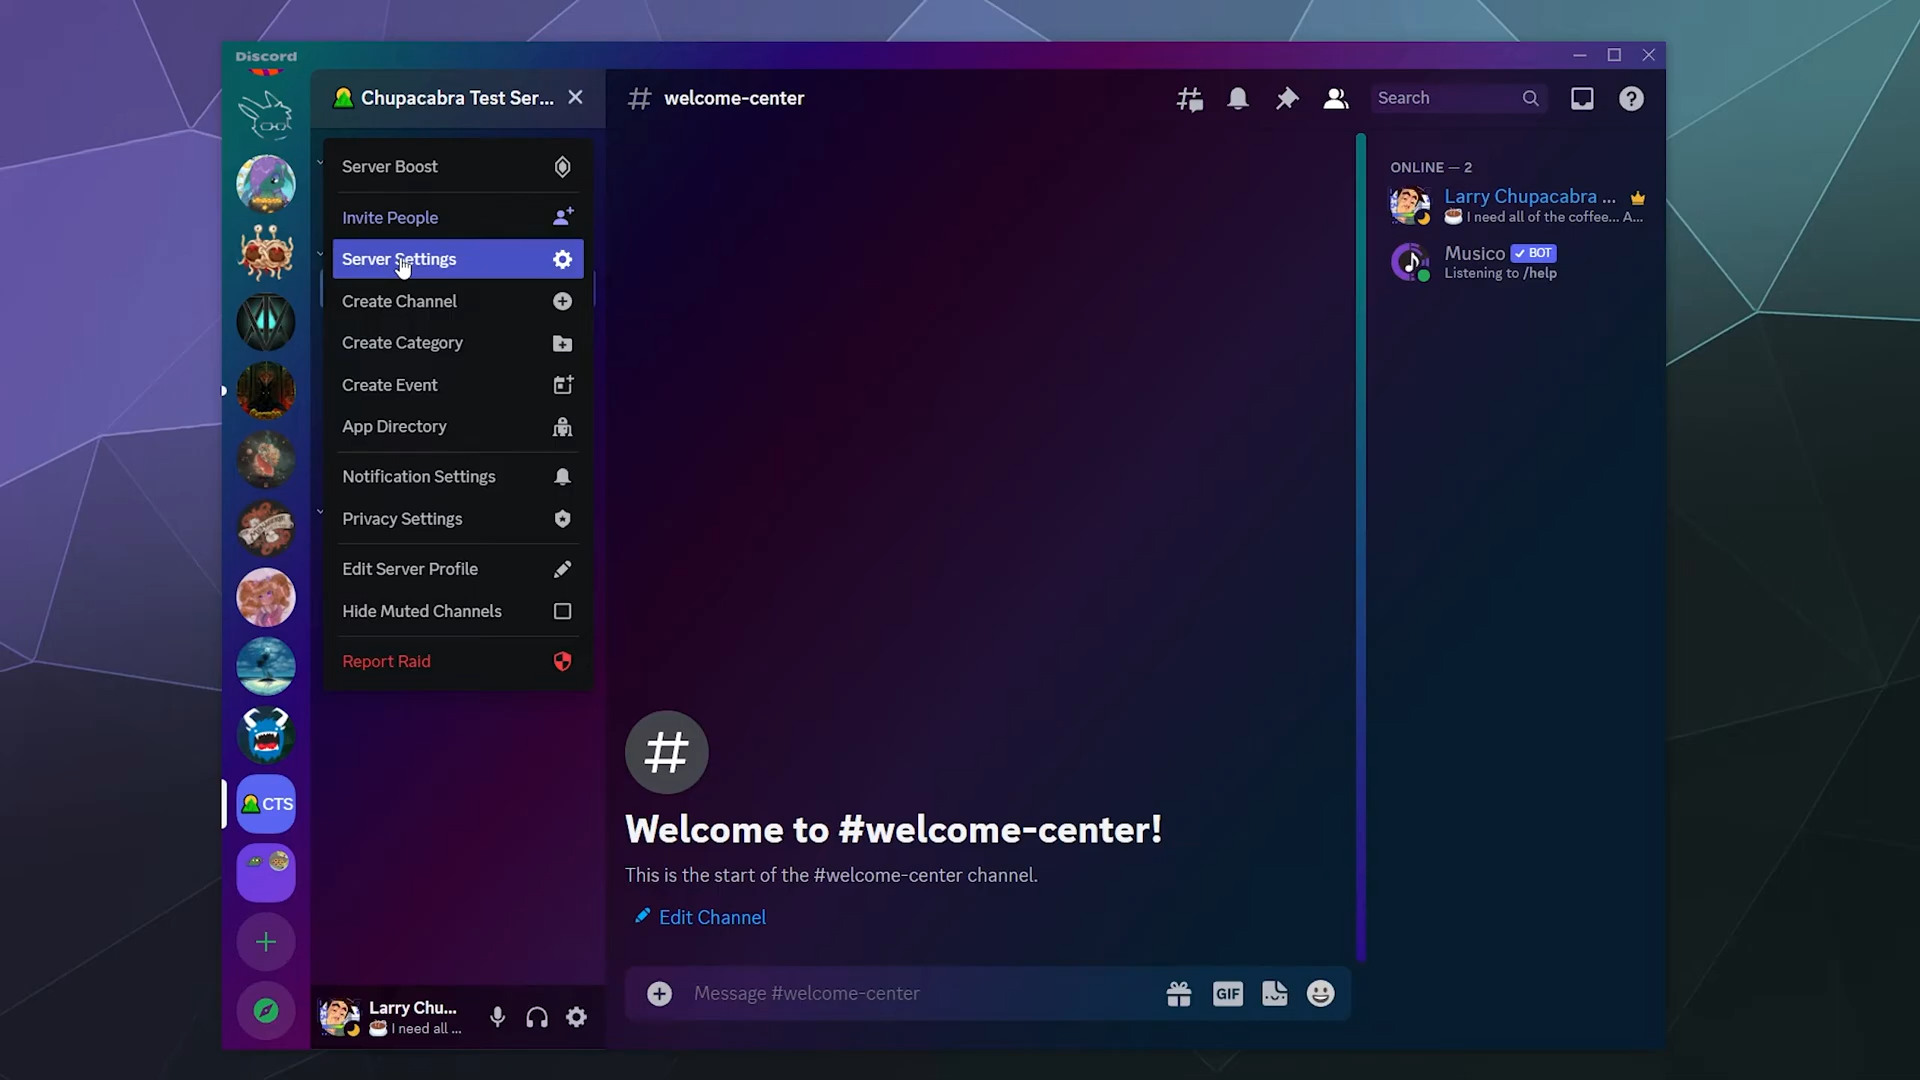 Discord
Chupacabra Test Ser...
Server Boost
Invite People
Server Settings
Create Channel
Create Category
Create Event
App Directory
Notification Settings
Privacy Settings
Edit Server Profile
Hide Muted Channels
Report Raid
CTS
Larry Chu...
I need all ...
welcome-center
Search
Welcome to #welcome-center!
This is the start of the #welcome-center channel.
Edit Channel
Message #welcome-center
GIF
ONLINE — 2
Larry Chupacabra ...
I need all of the coffee... A...
Musico BOT
Listening to /help